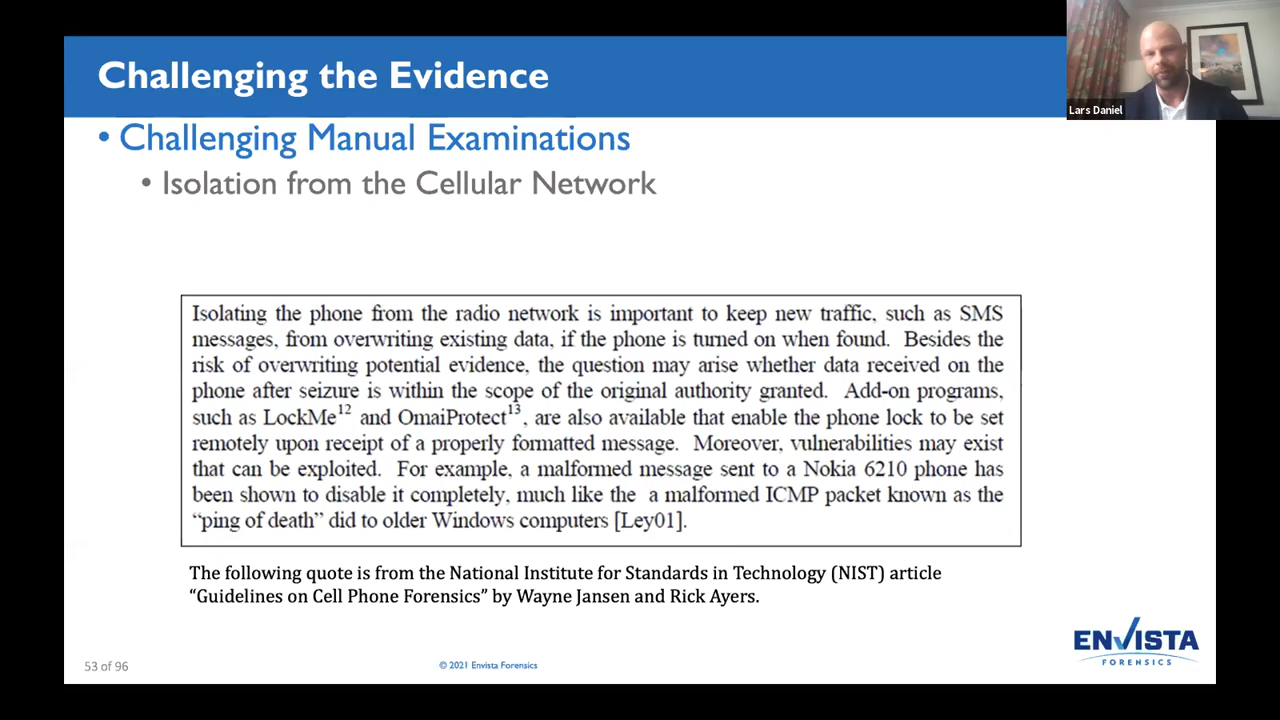 Challenging the Evidence
Lars Daniel
• Challenging Manual Examinations
• Isolation from the Cellular Network
Isolating the phone from the radio network is important to keep new traffic, such as SMS
messages, from overwriting existing data, if the phone is turned on when found. Besides the
risk of overwriting potential evidence, the question may arise whether data received on the
phone after seizure is within the scope of the original authority granted. Add-on programs,
such as LockMe12 and OmaiProtect13, are also available that enable the phone lock to be set
remotely upon receipt of a properly formatted message. Moreover, vulnerabilities may exist
that can be exploited. For example, a malformed message sent to a Nokia 6210 phone has
been shown to disable it completely, much like the a malformed ICMP packet known as the
“ping of death” did to older Windows computers [Ley01].
The following quote is from the National Institute for Standards in Technology (NIST) article
“Guidelines on Cell Phone Forensics” by Wayne Jansen and Rick Ayers.
53 of 96
© 2021 Envista Forensics
ENVISTA
FORENSICS